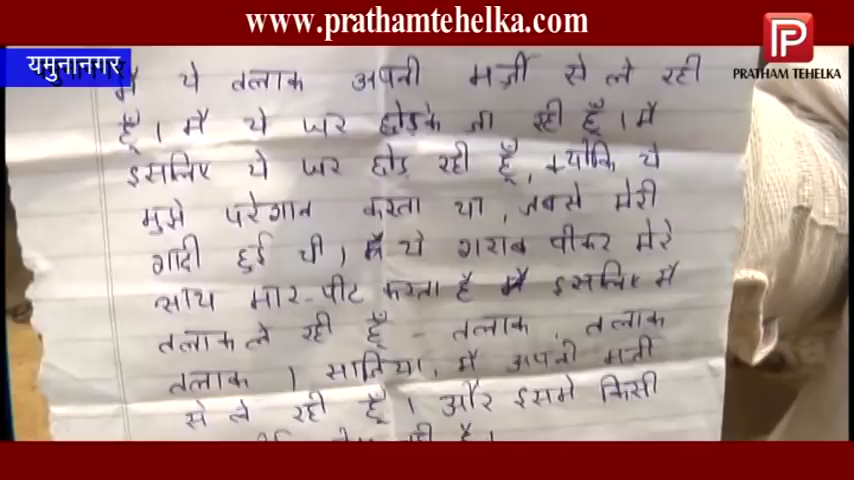 www.prathamtehelka.com
यमुनानगर
PRATHAM TEHELKA
मै ये तलाक अपनी मर्ज़ी से ले रही
हूँ। मै ये घर छोड़के जा रही हूँ। मै
इसलिए ये घर छोड़ रही हूँ, क्योंकि ये
मुझे परेशान करता था, जबसे मेरी
शादी हुई थी। ये शराब पीकर मेरे
साथ मार-पीट करता है इसलिए मै
तलाक ले रही हूँ - तलाक, तलाक
तलाक। सानिया, मै अपनी मर्जी
से ले रही हूँ। और इसमे किसी
है।